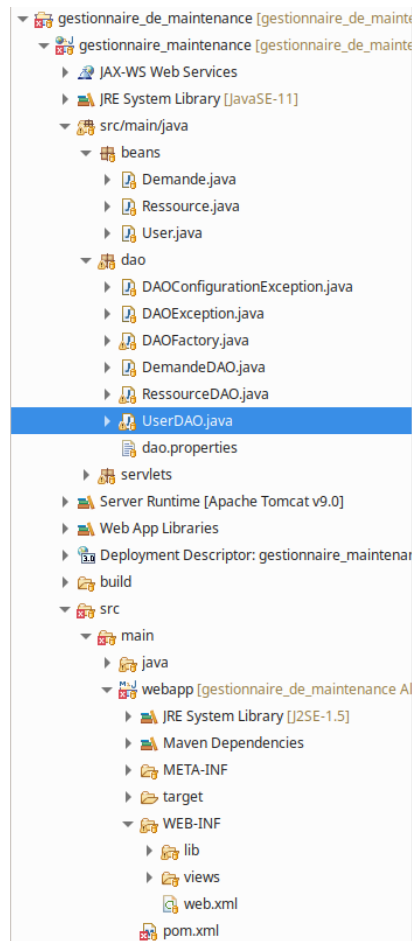 gestionnaire_de_maintenance [gestionnaire_de_mainte
gestionnaire_maintenance [gestionnaire_de_mainte
JAX-WS Web Services
JRE System Library [JavaSE-11]
src/main/java
beans
Demande.java
Ressource.java
User.java
dao
DAOConfigurationException.java
DAOException.java
DAOFactory.java
DemandeDAO.java
RessourceDAO.java
UserDAO.java
dao.properties
servlets
Server Runtime [Apache Tomcat v9.0]
Web App Libraries
Deployment Descriptor: gestionnaire_maintenan
build
src
main
java
webapp [gestionnaire_de_maintenance Al
JRE System Library [J2SE-1.5]
Maven Dependencies
META-INF
target
WEB-INF
lib
views
web.xml
pom.xml